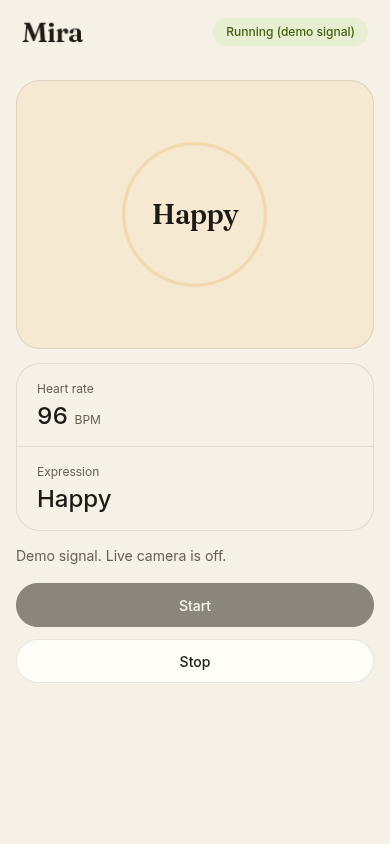 Mira
Running (demo signal)
Happy
Heart rate
96 BPM
Expression
Happy
Demo signal. Live camera is off.
Start
Stop